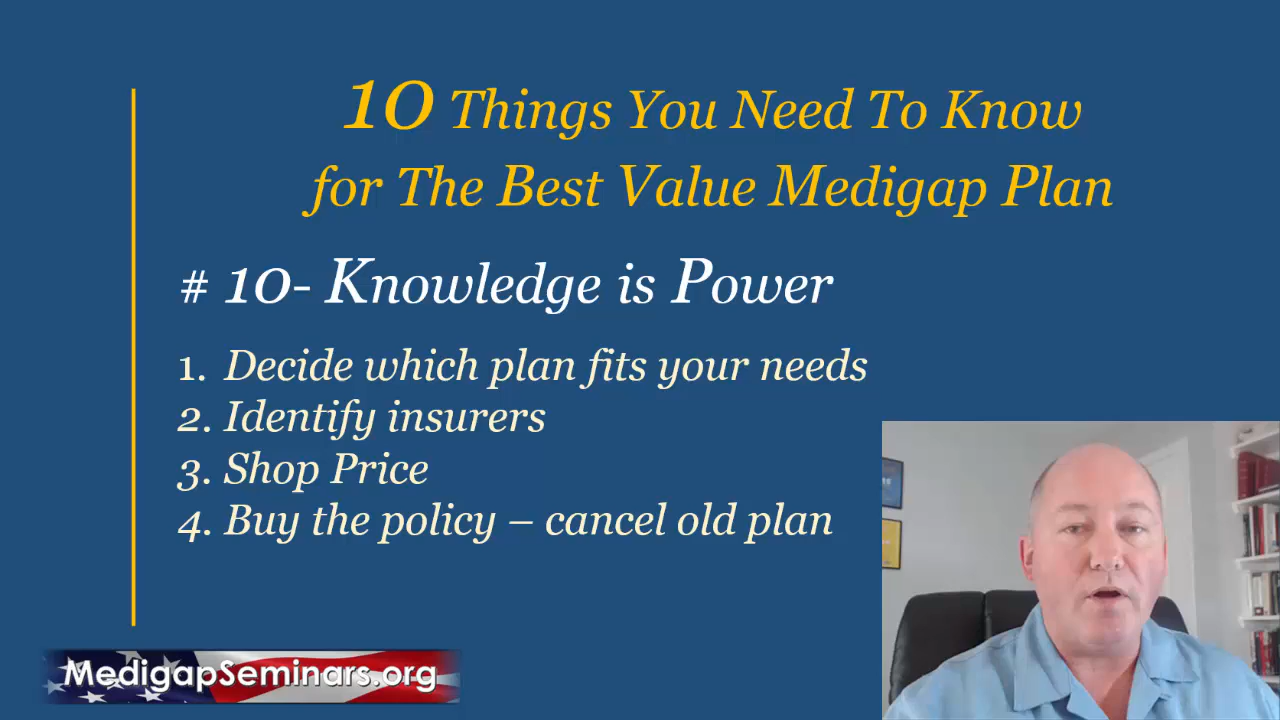 10 Things You Need To Know
for The Best Value Medigap Plan
# 10- Knowledge is Power
1. Decide which plan fits your needs
2. Identify insurers
3. Shop Price
4. Buy the policy – cancel old plan
MedigapSeminars.org